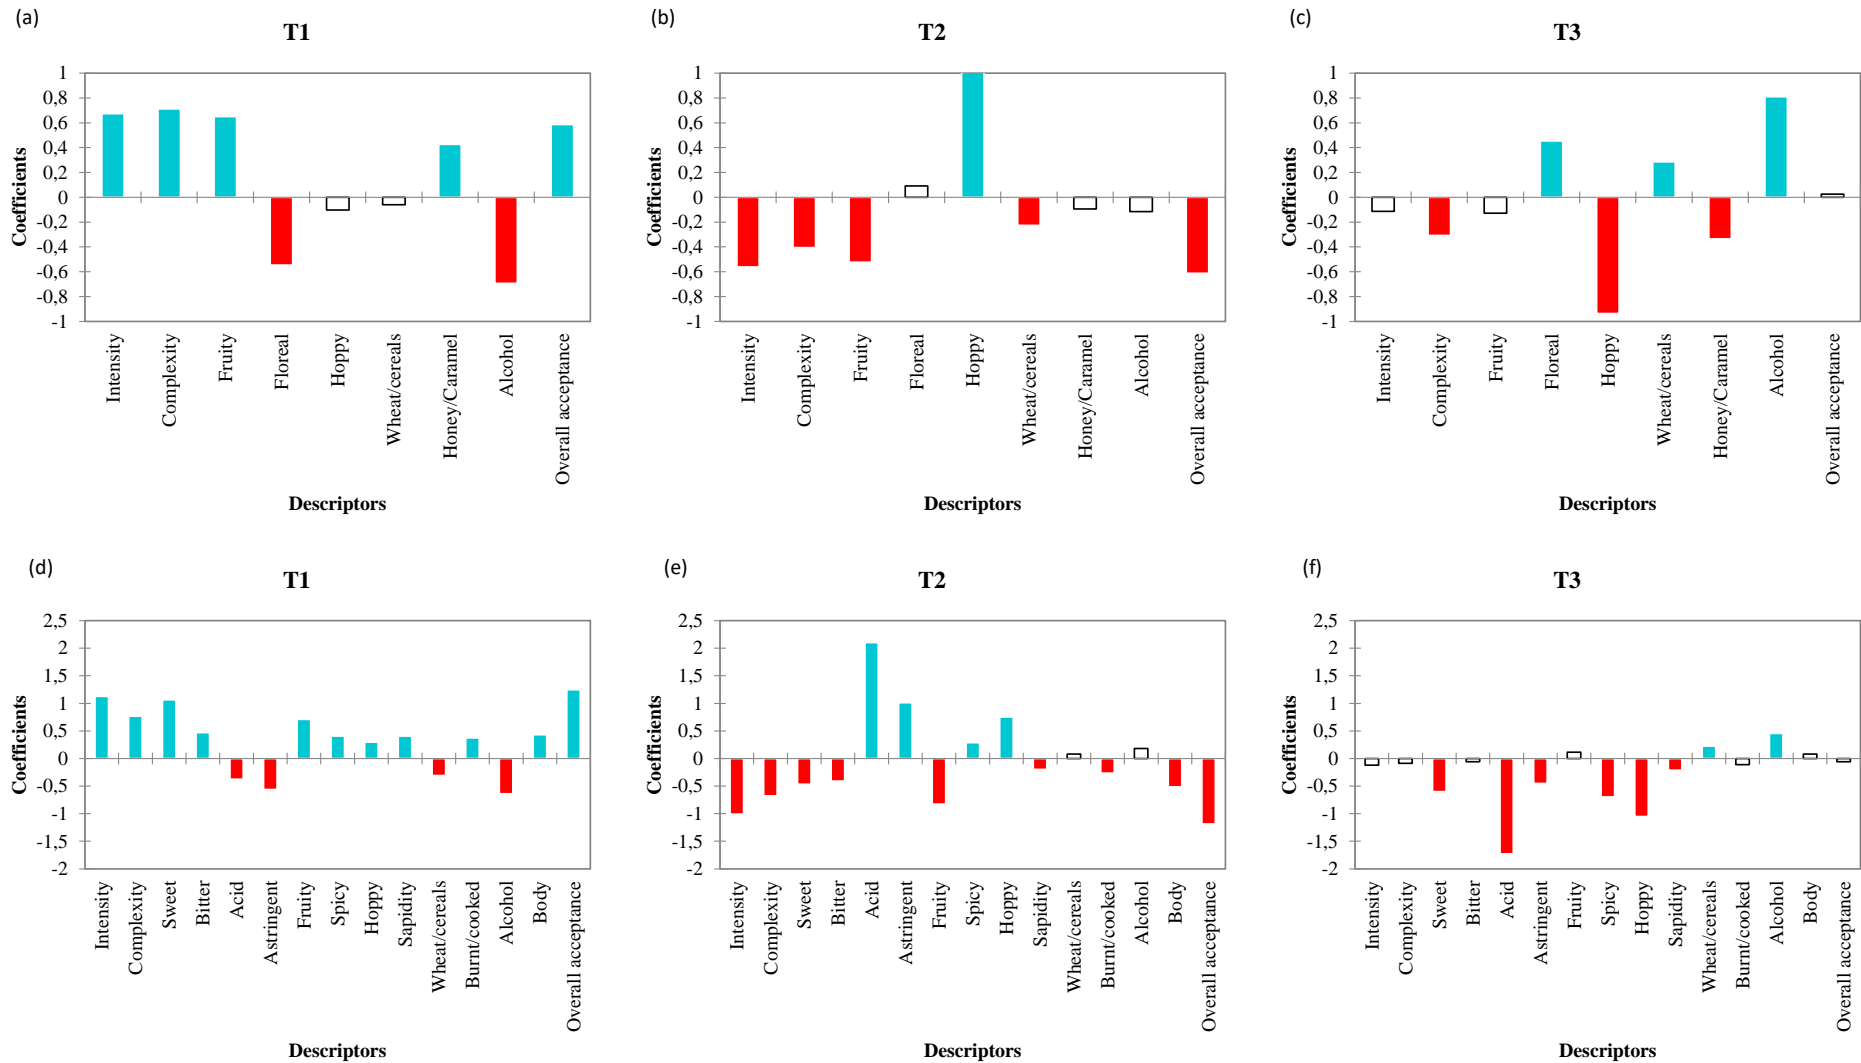 (a)
T1
Coefficients
1
0,8
0,6
0,4
0,2
0
-0,2
-0,4
-0,6
-0,8
-1
Intensity
Complexity
Fruity
Floreal
Hoppy
Wheat/cereals
Honey/Caramel
Alcohol
Overall acceptance
Descriptors
(b)
T2
Coefficients
1
0,8
0,6
0,4
0,2
0
-0,2
-0,4
-0,6
-0,8
-1
Intensity
Complexity
Fruity
Floreal
Hoppy
Wheat/cereals
Honey/Caramel
Alcohol
Overall acceptance
Descriptors
(c)
T3
Coefficients
1
0,8
0,6
0,4
0,2
0
-0,2
-0,4
-0,6
-0,8
-1
Intensity
Complexity
Fruity
Floreal
Hoppy
Wheat/cereals
Honey/Caramel
Alcohol
Overall acceptance
Descriptors
(d)
T1
Coefficients
2,5
2
1,5
1
0,5
0
-0,5
-1
-1,5
-2
Intensity
Complexity
Sweet
Bitter
Acid
Astringent
Fruity
Spicy
Hoppy
Sapidity
Wheat/cereals
Burnt/cooked
Alcohol
Body
Overall acceptance
Descriptors
(e)
T2
Coefficients
2,5
2
1,5
1
0,5
0
-0,5
-1
-1,5
-2
Intensity
Complexity
Sweet
Bitter
Acid
Astringent
Fruity
Spicy
Hoppy
Sapidity
Wheat/cereals
Burnt/cooked
Alcohol
Body
Overall acceptance
Descriptors
(f)
T3
Coefficients
2,5
2
1,5
1
0,5
0
-0,5
-1
-1,5
-2
Intensity
Complexity
Sweet
Bitter
Acid
Astringent
Fruity
Spicy
Hoppy
Sapidity
Wheat/cereals
Burnt/cooked
Alcohol
Body
Overall acceptance
Descriptors